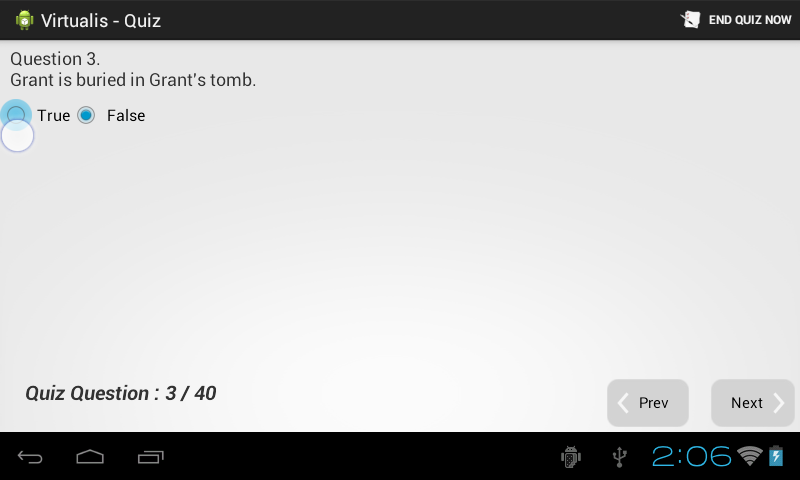 Virtualis - Quiz
END QUIZ NOW
Question 3.
Grant is buried in Grant's tomb.
True
False
Quiz Question : 3 / 40
Prev
Next
2:06